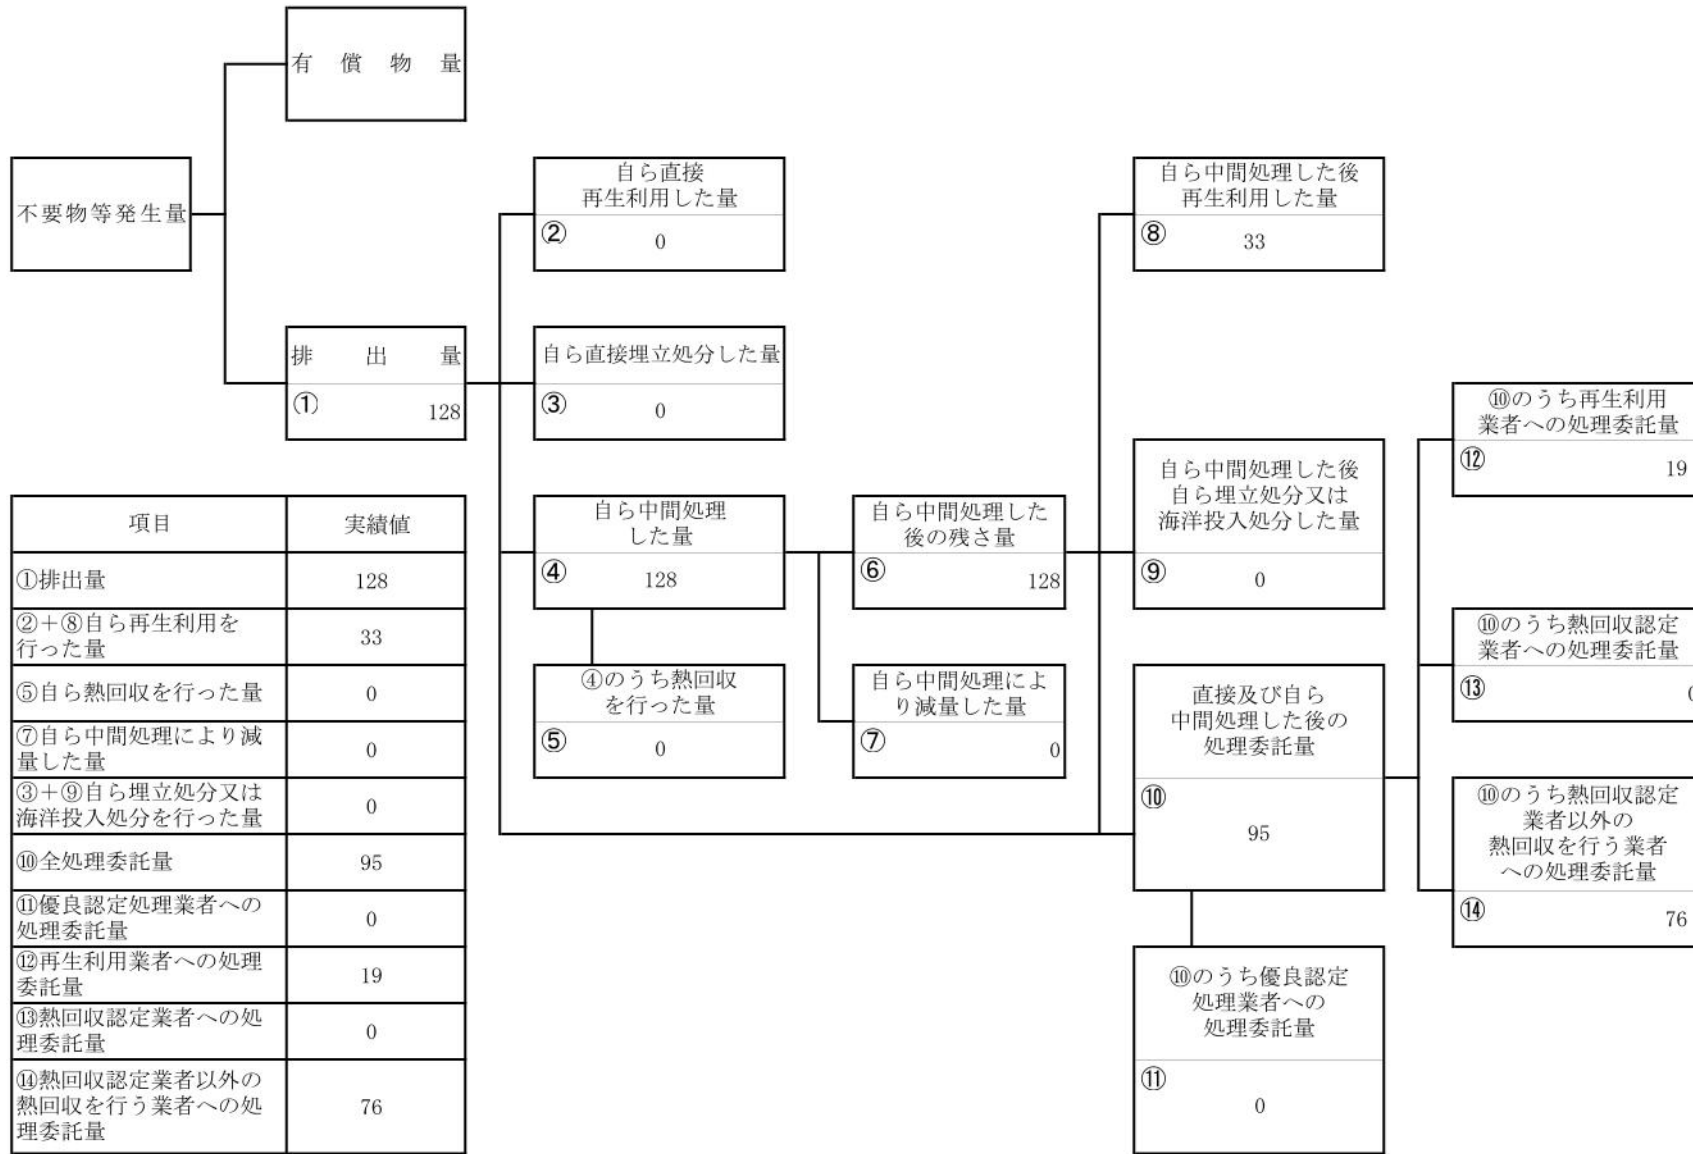 有償物量
不要物等発生量
排出量
① 128
自ら直接
再生利用した量
② 0
自ら直接埋立処分した量
③ 0
自ら中間処理
した量
④ 128
④のうち熱回収
を行った量
⑤ 0
自ら中間処理した
後の残さ量
⑥ 128
自ら中間処理によ
り減量した量
⑦ 0
自ら中間処理した後
再生利用した量
⑧ 33
自ら中間処理した後
自ら埋立処分又は
海洋投入処分した量
⑨ 0
直接及び自ら
中間処理した後の
処理委託量
⑩ 95
⑩のうち優良認定
処理業者への
処理委託量
⑪ 0
⑩のうち再生利用
業者への処理委託量
⑫ 19
⑩のうち熱回収認定
業者への処理委託量
⑬ 0
⑩のうち熱回収認定
業者以外の
熱回収を行う業者
への処理委託量
⑭ 76
項目 実績値
①排出量 128
②+⑧自ら再生利用を
行った量 33
⑤自ら熱回収を行った量 0
⑦自ら中間処理により減
量した量 0
③+⑨自ら埋立処分又は
海洋投入処分を行った量 0
⑩全処理委託量 95
⑪優良認定処理業者への
処理委託量 0
⑫再生利用業者への処理
委託量 19
⑬熱回収認定業者への処
理委託量 0
⑭熱回収認定業者以外の
熱回収を行う業者への処
理委託量 76